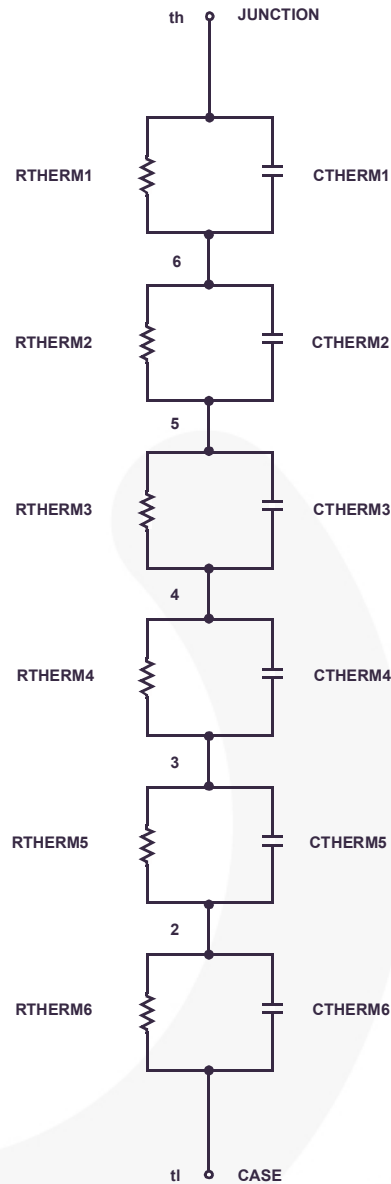 th JUNCTION
RTHERM1 CTHERM1
6
RTHERM2 CTHERM2
5
RTHERM3 CTHERM3
4
RTHERM4 CTHERM4
3
RTHERM5 CTHERM5
2
RTHERM6 CTHERM6
tl CASE